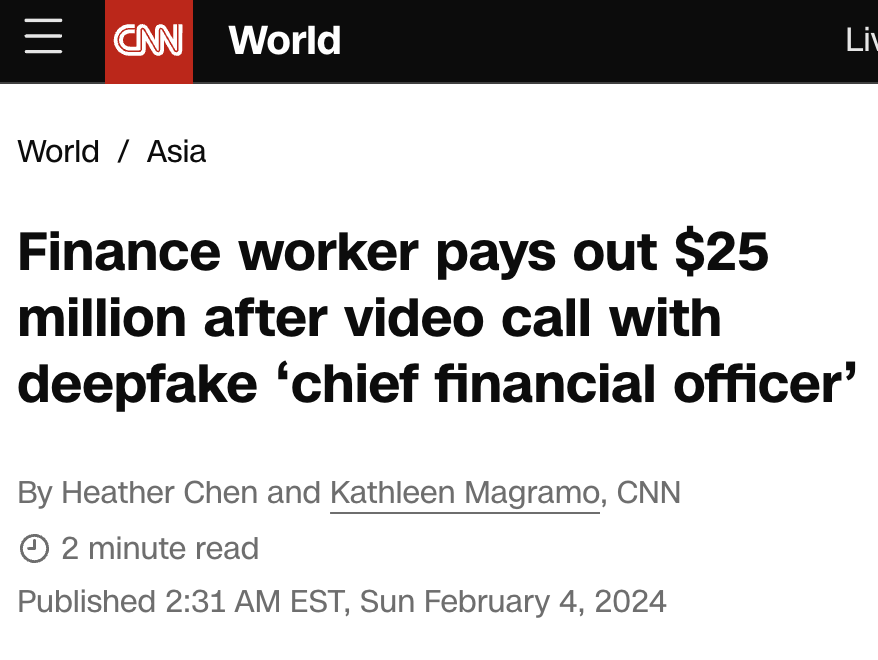 CNN World
World / Asia
Finance worker pays out $25
million after video call with
deepfake ‘chief financial officer’
By Heather Chen and Kathleen Magramo, CNN
2 minute read
Published 2:31 AM EST, Sun February 4, 2024